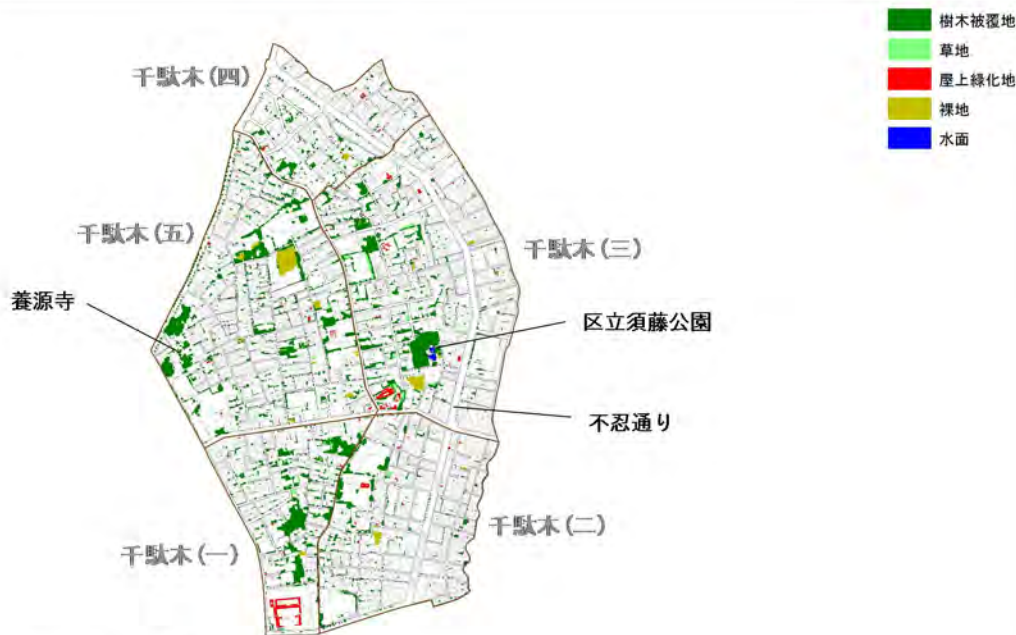 樹木被覆地
草地
屋上緑化地
裸地
水面
千駄木(四)
千駄木(五)
千駄木(三)
養源寺
区立須藤公園
不忍通り
千駄木(二)
千駄木(一)